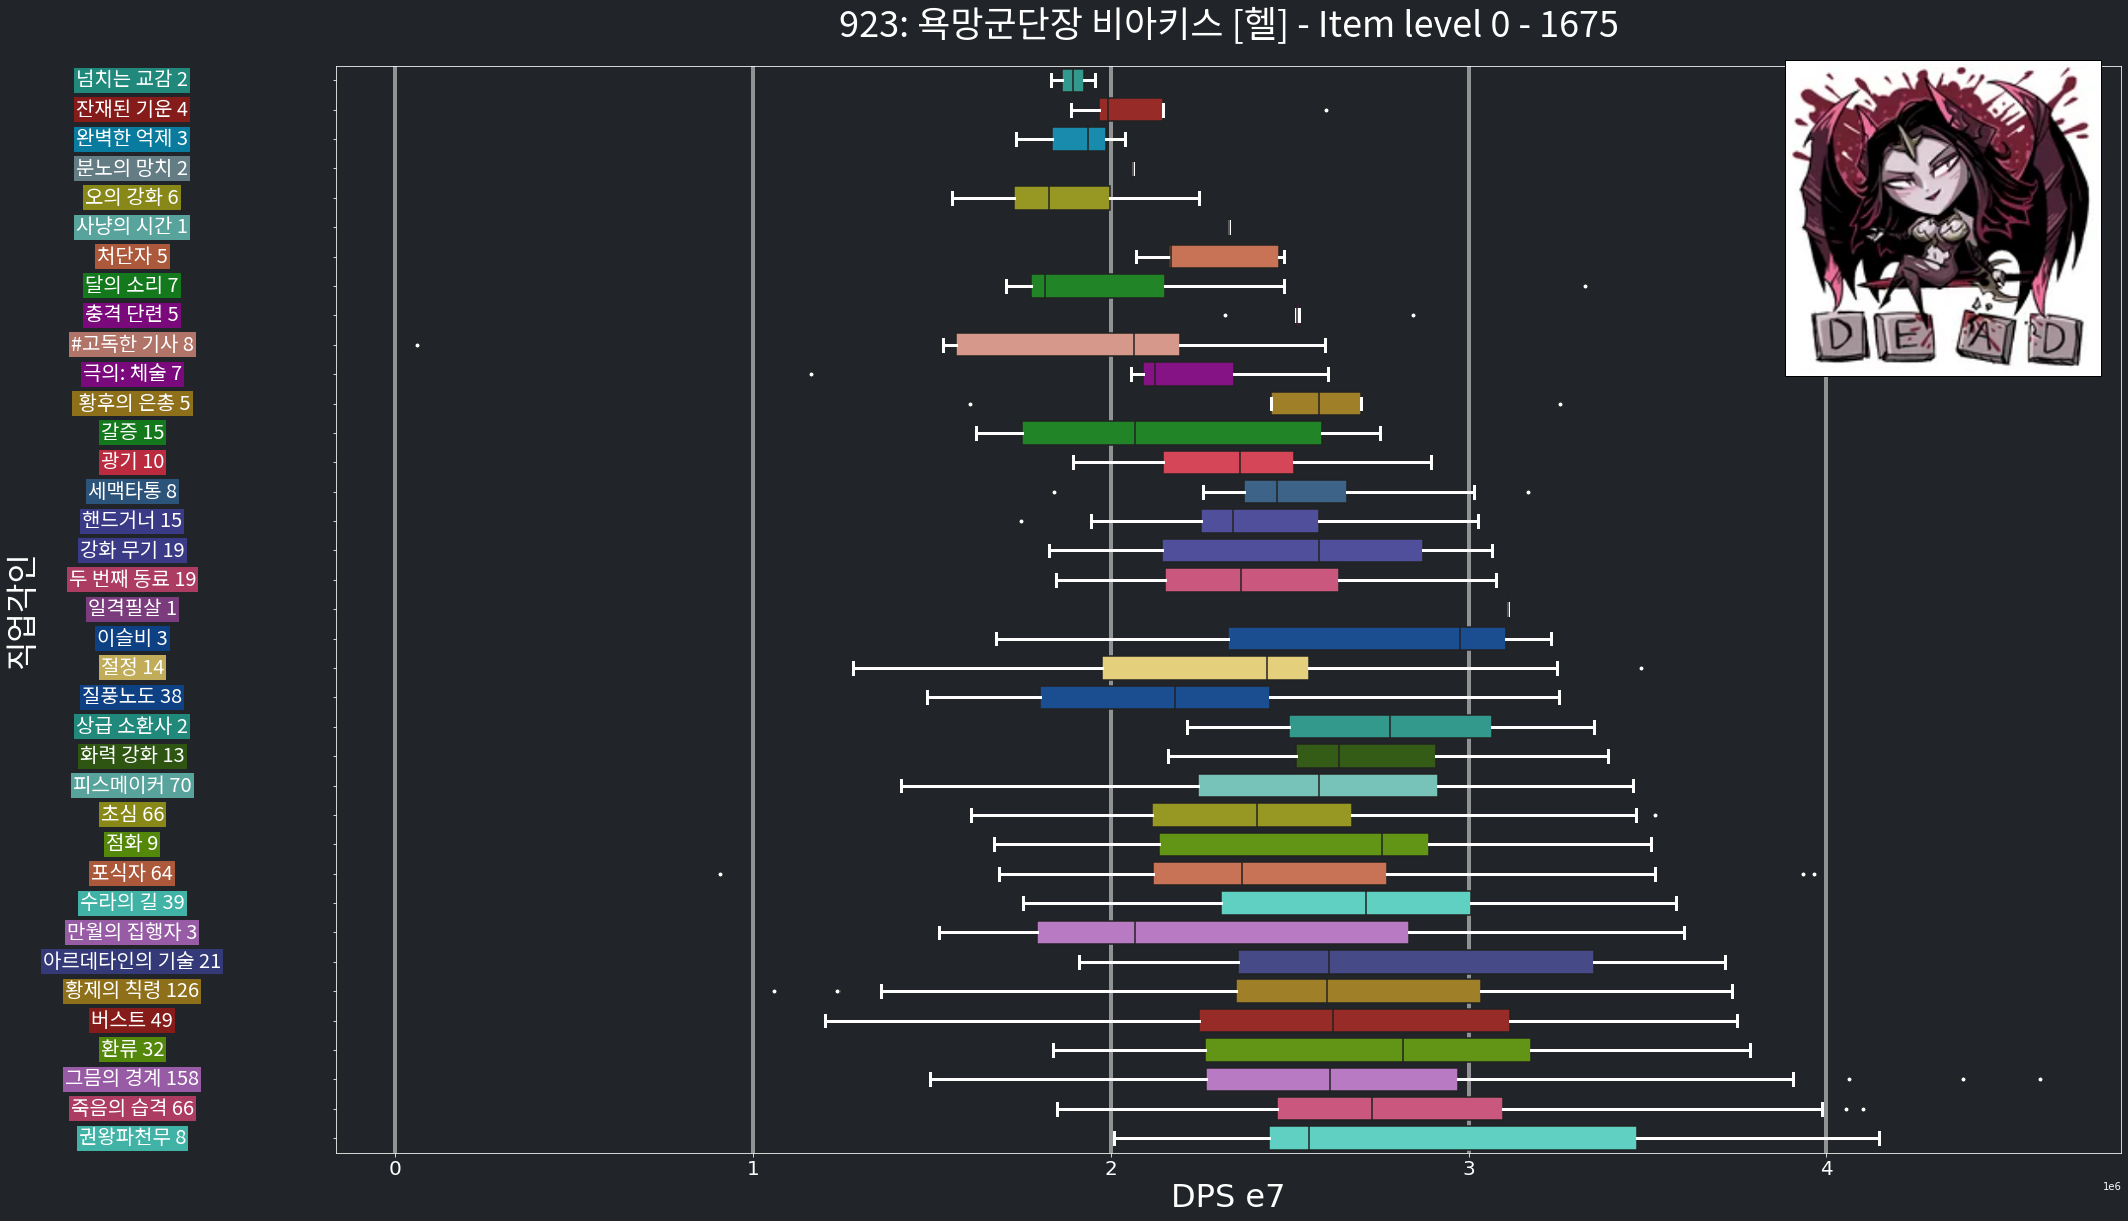 923: 욕망군단장 비아키스 [헬] - Item level 0 - 1675
넘치는 교감 2
잔재된 기운 4
완벽한 억제 3
분노의 망치 2
오의 강화 6
사냥의 시간 1
처단자 5
달의 소리 7
충격 단련 5
#고독한 기사 8
극의: 체술 7
황후의 은총 5
갈증 15
광기 10
세맥타통 8
핸드거너 15
강화 무기 19
두 번째 동료 19
일격필살 1
이슬비 3
절정 14
질풍노도 38
상급 소환사 2
화력 강화 13
피스메이커 70
초심 66
점화 9
포식자 64
수라의 길 39
만월의 집행자 3
아르데타인의 기술 21
황제의 칙령 126
버스트 49
환류 32
그믐의 경계 158
죽음의 습격 66
권왕파천무 8
직업각인
0 1 2 3 4
1e6
DPS e7
DEAD